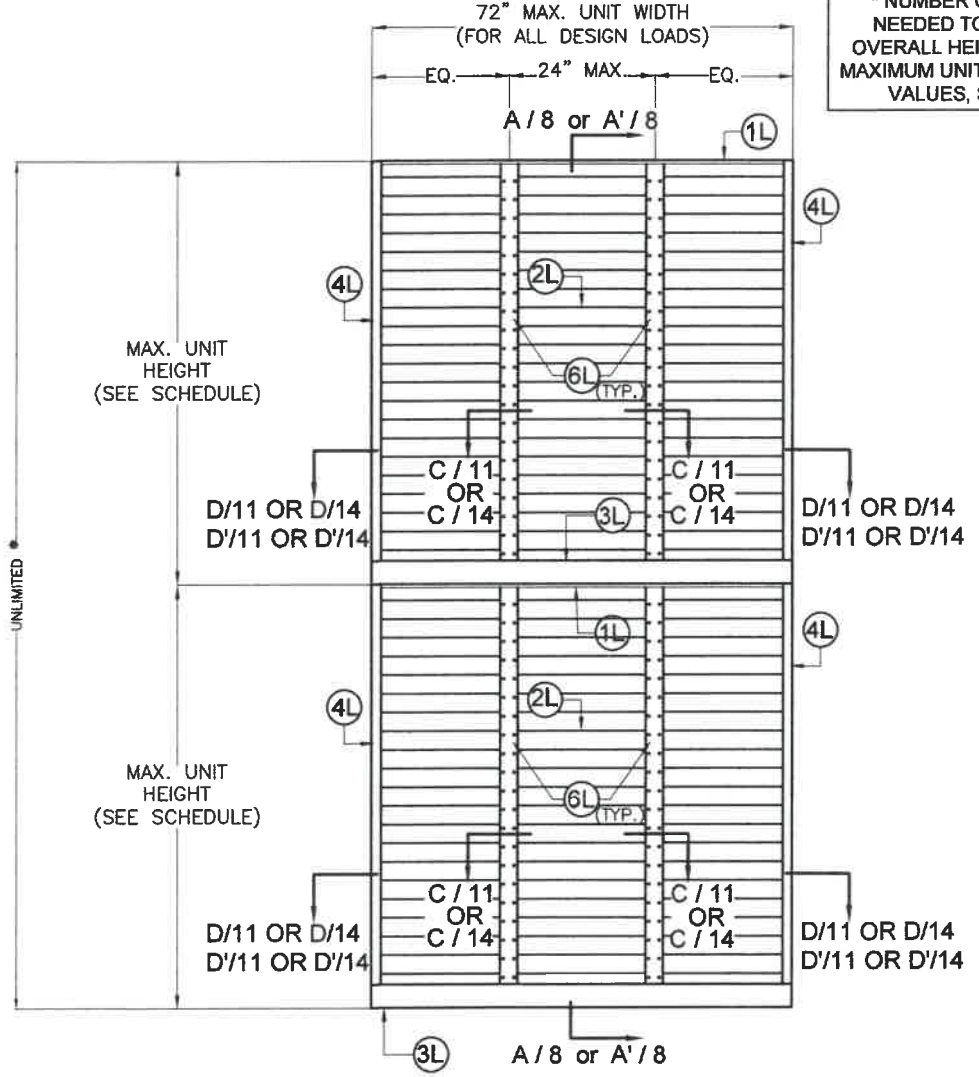 * NUMBER
NEEDED TO
OVERALL HEI
MAXIMUM UNIT
VALUES,
72" MAX. UNIT WIDTH
(FOR ALL DESIGN LOADS)
EQ. 24" MAX. EQ.
A / 8 or A' / 8
1L
4L
4L
2L
MAX. UNIT
HEIGHT
(SEE SCHEDULE)
6L
(TYP.)
C / 11
OR
C / 14
C / 11
OR
C / 14
D/11 OR D/14
D'/11 OR D'/14
3L
D/11 OR D/14
D'/11 OR D'/14
UNLIMITED *
1L
4L
4L
2L
MAX. UNIT
HEIGHT
(SEE SCHEDULE)
6L
(TYP.)
C / 11
OR
C / 14
C / 11
OR
C / 14
D/11 OR D/14
D'/11 OR D'/14
D/11 OR D/14
D'/11 OR D'/14
3L
A / 8 or A' / 8